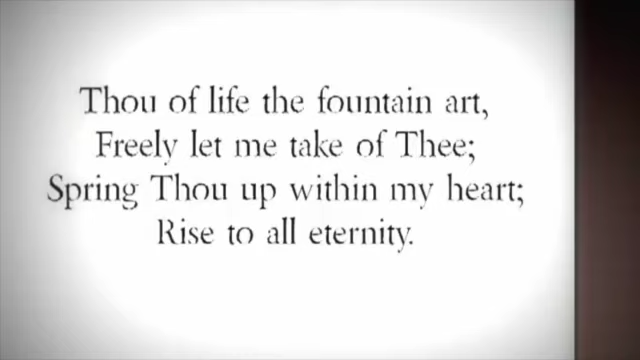 Thou of life the fountain art,
Freely let me take of Thee;
Spring Thou up within my heart;
Rise to all eternity.